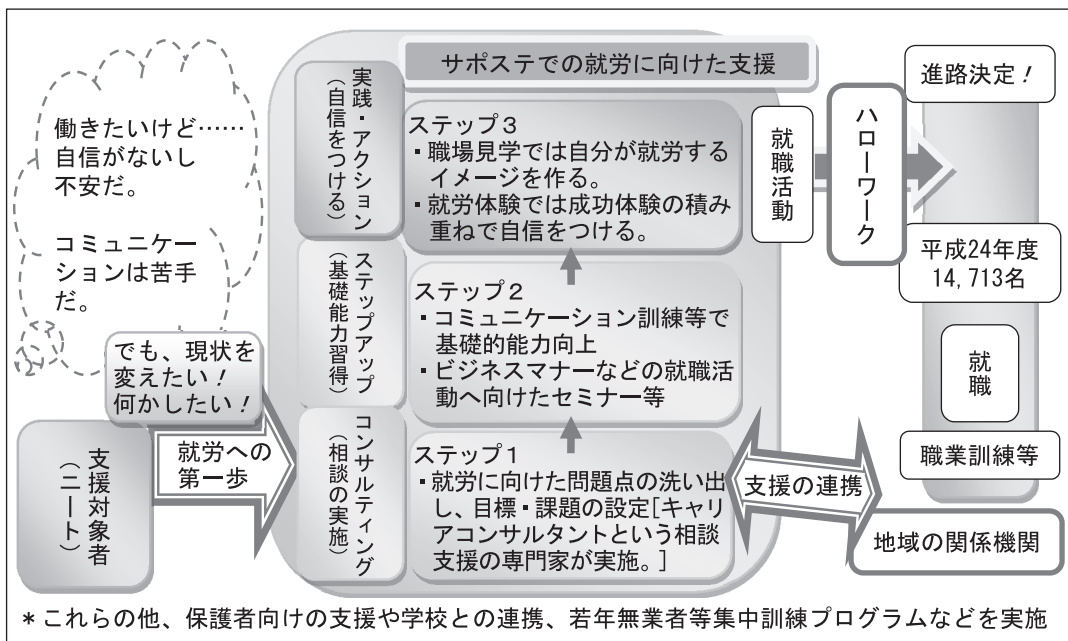 働きたいけど……
自信がないし
不安だ。
コミュニケー
ションは苦手
だ。
でも、現状を
変えたい！
何かしたい！
支援対象者
（ニート）
就労への
第一歩
サポステでの就労に向けた支援
実践・アクション
（自信をつける）
ステップ3
・職場見学では自分が就労する
イメージを作る。
・就労体験では成功体験の積み
重ねで自信をつける。
ステップアップ
（基礎能力習得）
ステップ2
・コミュニケーション訓練等で
基礎的能力向上
・ビジネスマナーなどの就職活
動へ向けたセミナー等
コンサルティング
（相談の実施）
ステップ1
・就労に向けた問題点の洗い出
し、目標・課題の設定[キャリ
アコンサルタントという相談
支援の専門家が実施。]
就職活動
ハローワーク
進路決定！
平成24年度
14,713名
就職
職業訓練等
支援の連携
地域の関係機関
＊これらの他、保護者向けの支援や学校との連携、若年無業者等集中訓練プログラムなどを実施